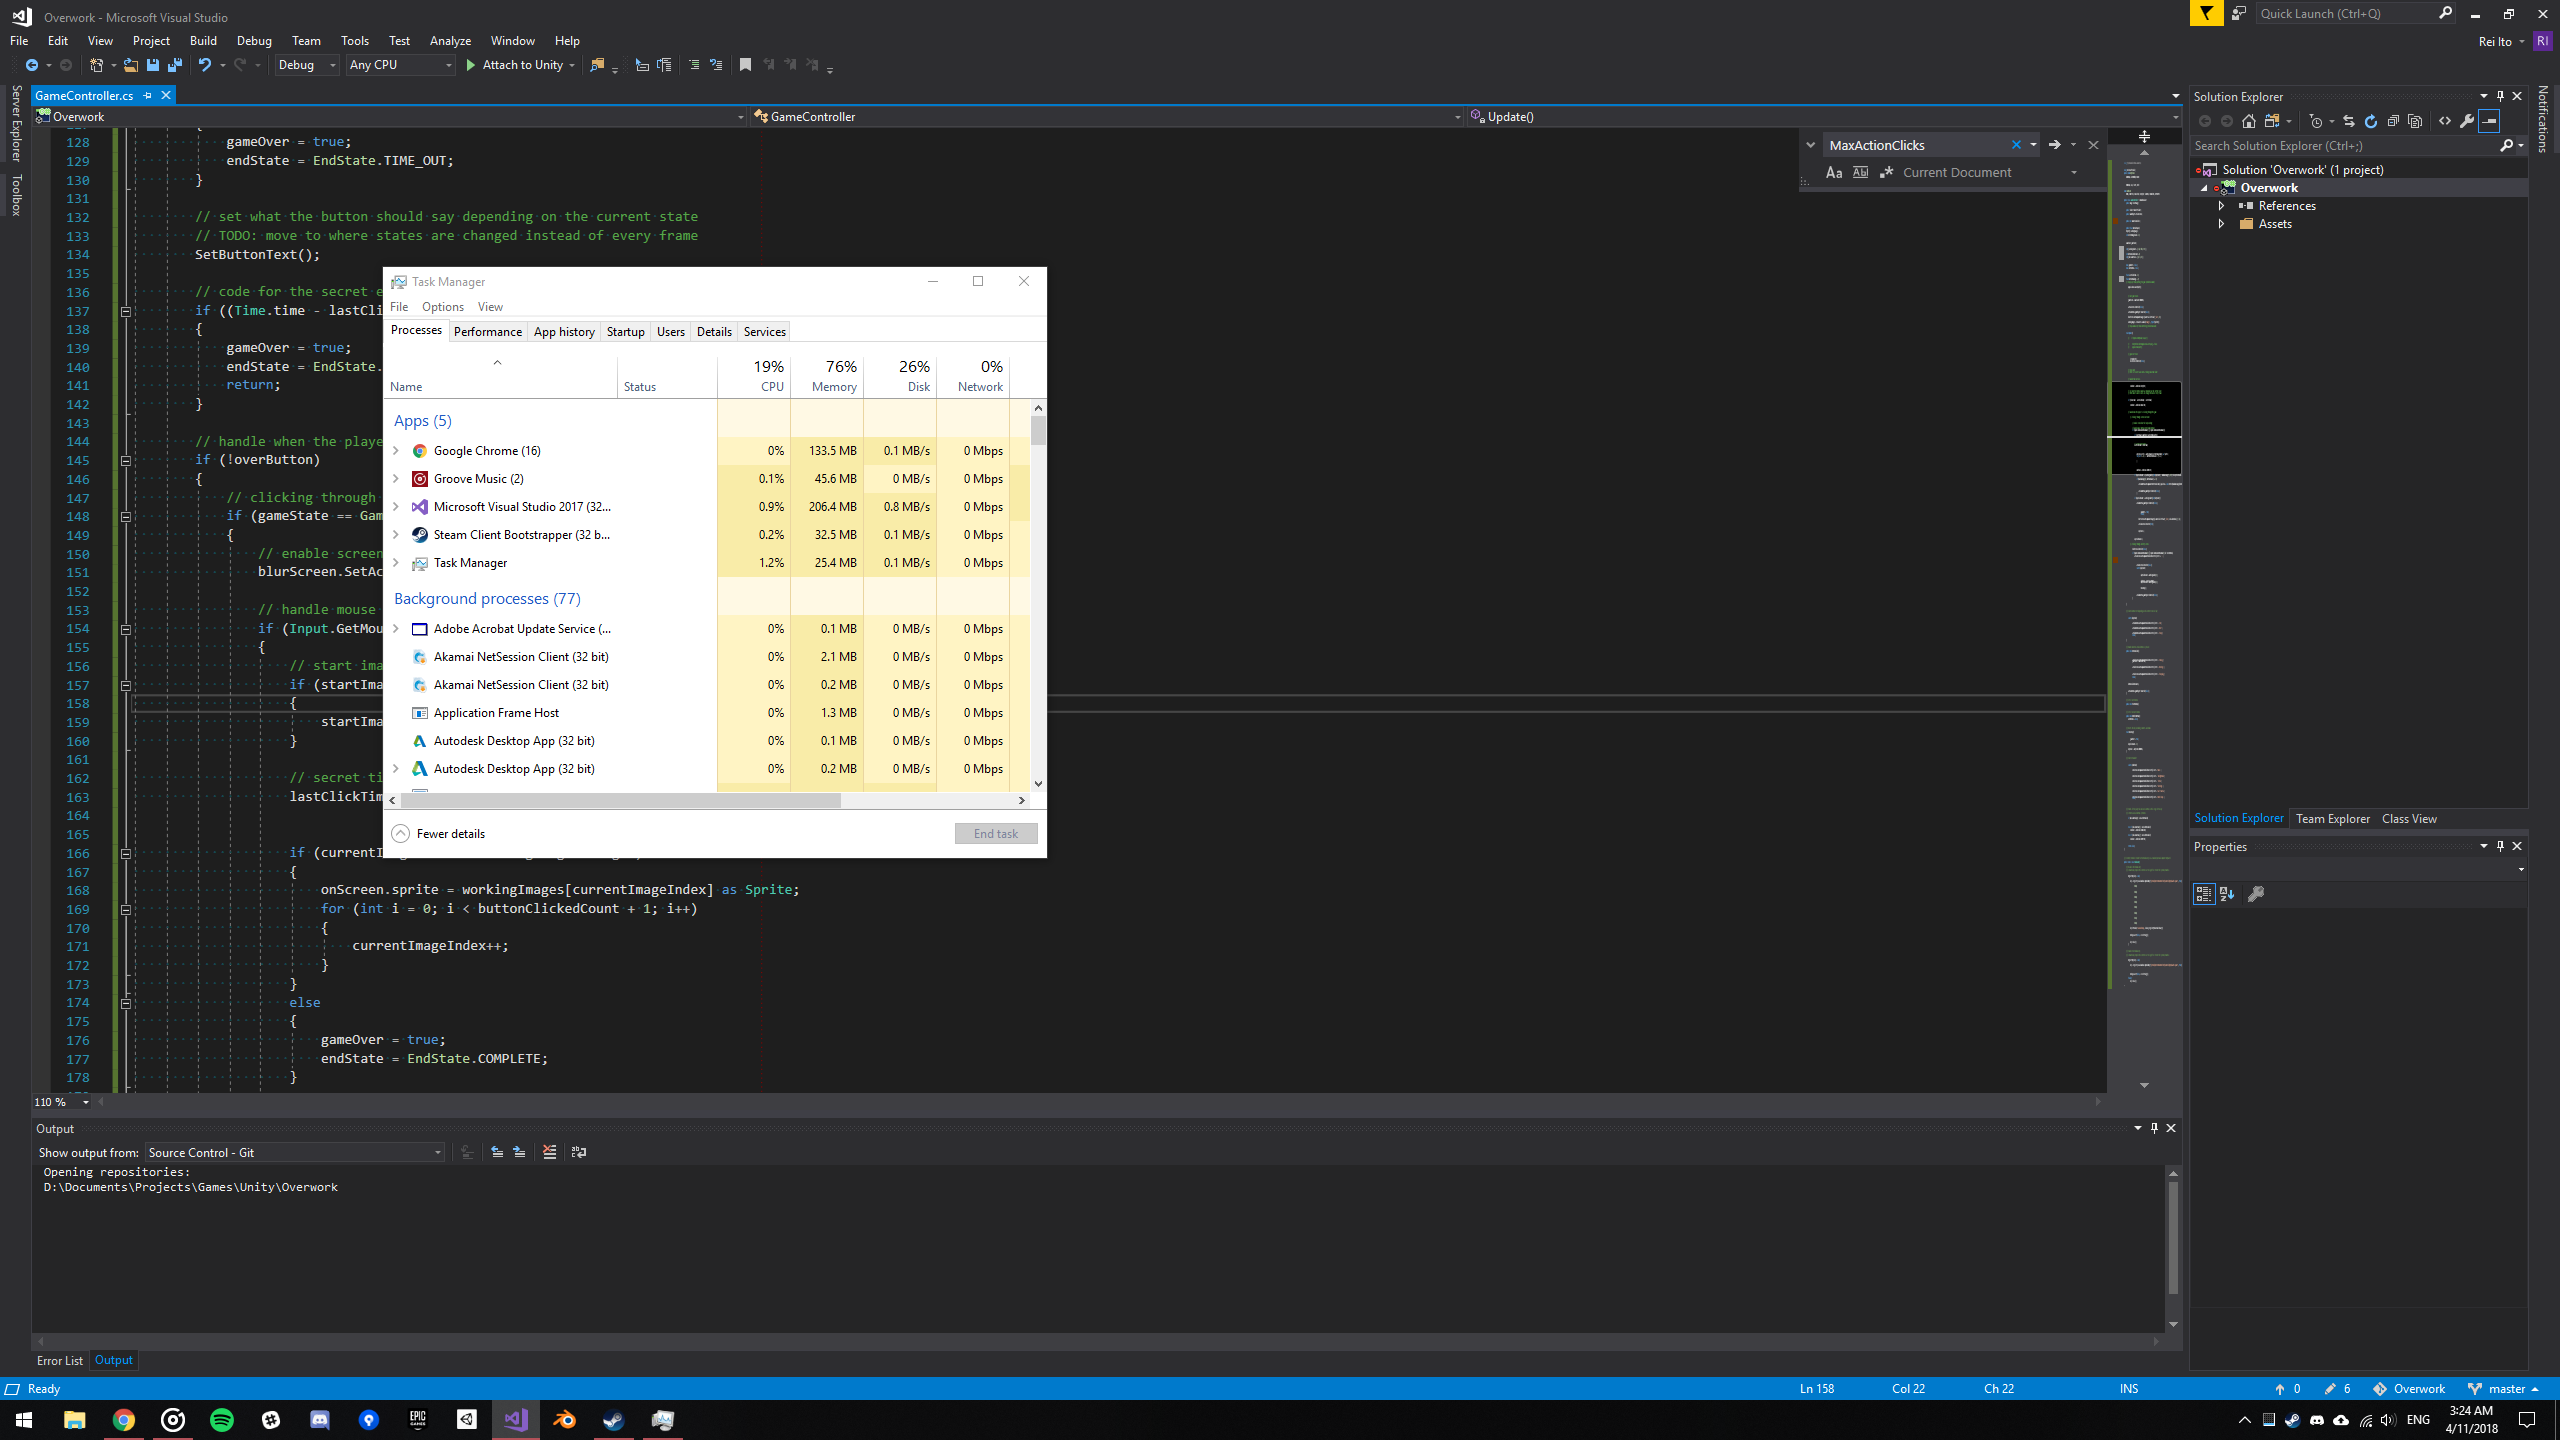 Overwork - Microsoft Visual Studio
Quick Launch (Ctrl+Q)
File Edit View Project Build Debug Team Tools Test Analyze Window Help
Rei Ito RI
Debug Any CPU Attach to Unity
Server Explorer
Toolbox
Notifications
GameController.cs
Overwork GameController Update()
MaxActionClicks
Aa Current Document
128 gameOver = true;
129 endState = EndState.TIME_OUT;
130 }
131
132 // set what the button should say depending on the current state
133 // TODO: move to where states are changed instead of every frame
134 SetButtonText();
135
136 // code for the secret e
137 if ((Time.time - lastCli
138 {
139 gameOver = true;
140 endState = EndState.
141 return;
142 }
143
144 // handle when the playe
145 if (!overButton)
146 {
147 // clicking through
148 if (gameState == Gam
149 {
150 // enable screen
151 blurScreen.SetAc
152
153 // handle mouse
154 if (Input.GetMou
155 {
156 // start ima
157 if (startIma
158 {
159 startIma
160 }
161
162 // secret ti
163 lastClickTim
164
165
166 if (currentI
167 {
168 onScreen.sprite = workingImages[currentImageIndex] as Sprite;
169 for (int i = 0; i < buttonClickedCount + 1; i++)
170 {
171 currentImageIndex++;
172 }
173 }
174 else
175 {
176 gameOver = true;
177 endState = EndState.COMPLETE;
178 }
110 %
Task Manager
File Options View
Processes Performance App history Startup Users Details Services
19% 76% 26% 0%
Name Status CPU Memory Disk Network
Apps (5)
Google Chrome (16) 0% 133.5 MB 0.1 MB/s 0 Mbps
Groove Music (2) 0.1% 45.6 MB 0 MB/s 0 Mbps
Microsoft Visual Studio 2017 (32... 0.9% 206.4 MB 0.8 MB/s 0 Mbps
Steam Client Bootstrapper (32 b... 0.2% 32.5 MB 0.1 MB/s 0 Mbps
Task Manager 1.2% 25.4 MB 0.1 MB/s 0 Mbps
Background processes (77)
Adobe Acrobat Update Service (... 0% 0.1 MB 0 MB/s 0 Mbps
Akamai NetSession Client (32 bit) 0% 2.1 MB 0 MB/s 0 Mbps
Akamai NetSession Client (32 bit) 0% 0.2 MB 0 MB/s 0 Mbps
Application Frame Host 0% 1.3 MB 0 MB/s 0 Mbps
Autodesk Desktop App (32 bit) 0% 0.1 MB 0 MB/s 0 Mbps
Autodesk Desktop App (32 bit) 0% 0.2 MB 0 MB/s 0 Mbps
Fewer details End task
Solution Explorer
Search Solution Explorer (Ctrl+;)
Solution 'Overwork' (1 project)
Overwork
References
Assets
Solution Explorer Team Explorer Class View
Properties
Output
Show output from: Source Control - Git
Opening repositories:
D:\Documents\Projects\Games\Unity\Overwork
Error List Output
Ready Ln 158 Col 22 Ch 22 INS 0 6 Overwork master
EPIC GAMES
ENG
3:24 AM
4/11/2018